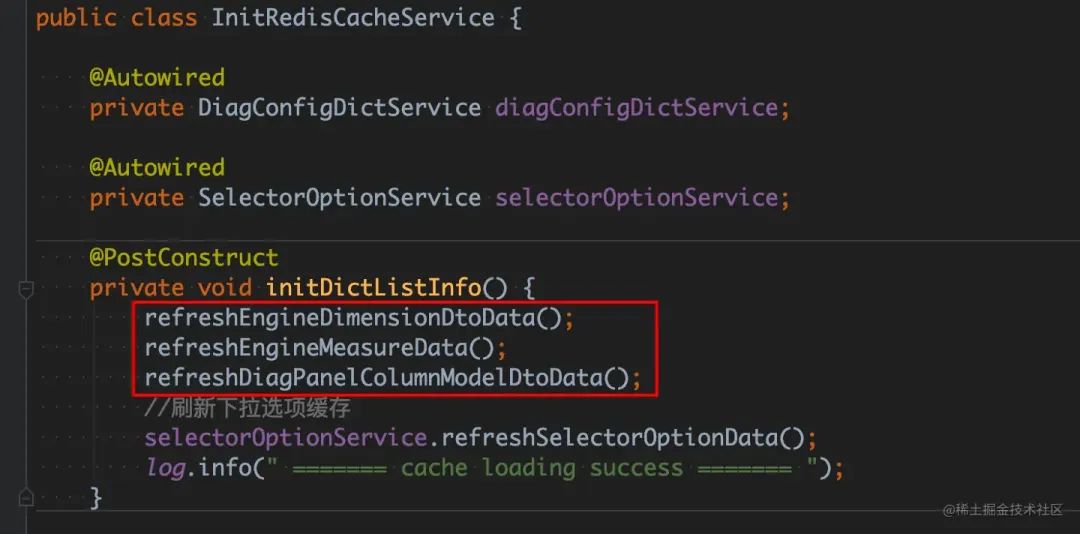 public class InitRedisCacheService {
@Autowired
private DiagConfigDictService diagConfigDictService;
@Autowired
private SelectorOptionService selectorOptionService;
@PostConstruct
private void initDictListInfo() {
refreshEngineDimensionDtoData();
refreshEngineMeasureData();
refreshDiagPanelColumnModelDtoData();
//刷新下拉选项缓存
selectorOptionService.refreshSelectorOptionData();
log.info(" ======= cache loading success ======= ");
}
@稀土掘金技术社区